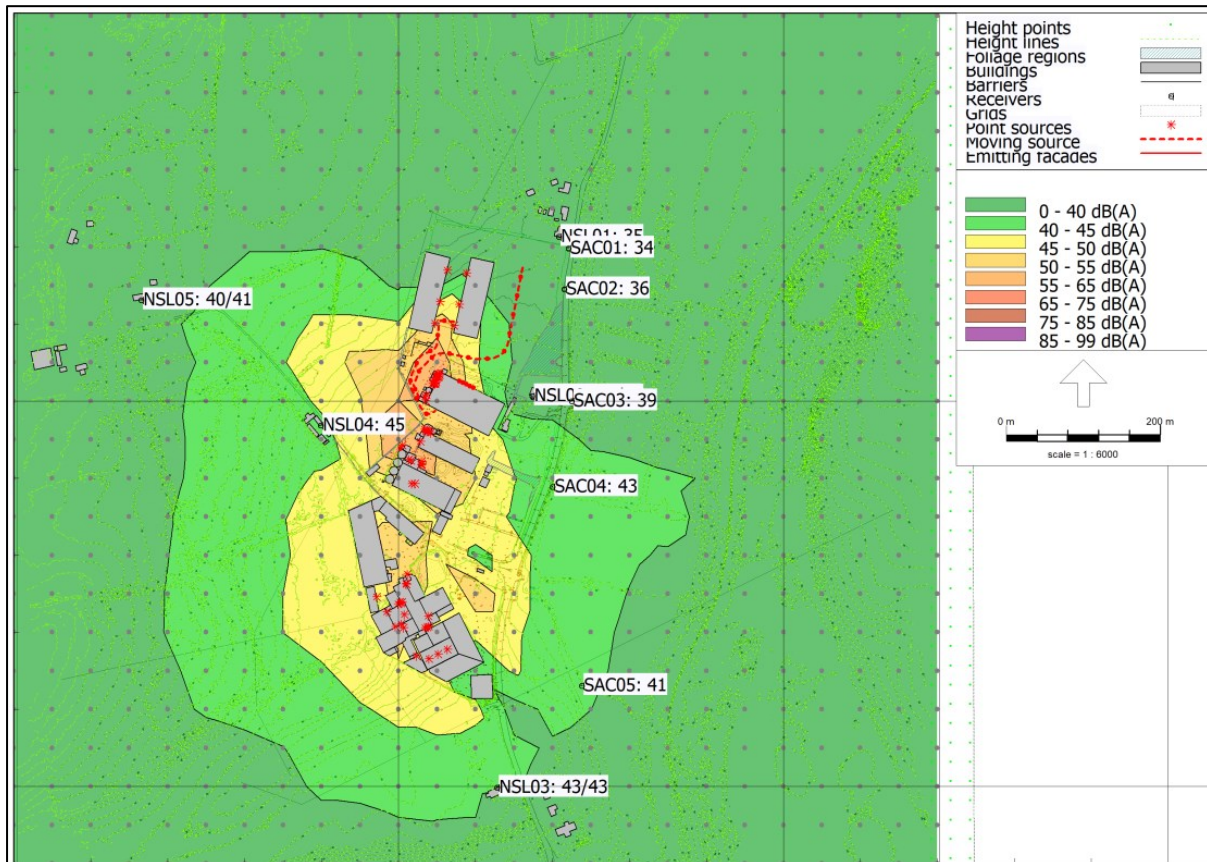 Height points
Height lines
Foliage regions
Buildings
Barriers
Receivers
Grids
Point sources
Moving source
Emitting facades
0 - 40 dB(A)
40 - 45 dB(A)
45 - 50 dB(A)
50 - 55 dB(A)
55 - 65 dB(A)
65 - 75 dB(A)
75 - 85 dB(A)
85 - 99 dB(A)
0 m
200 m
scale = 1 : 6000
NSL01: 35
SAC01: 34
SAC02: 36
NSL05: 40/41
SAC03: 39
NSL04: 45
SAC04: 43
SAC05: 41
NSL03: 43/43